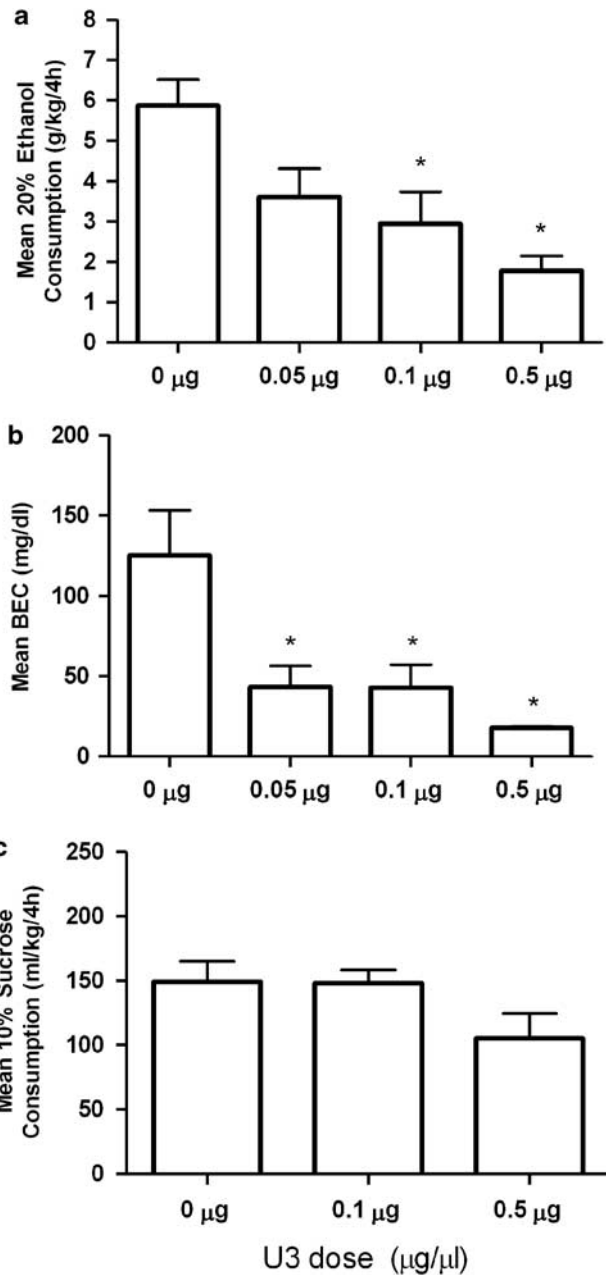 a
Mean 20% Ethanol
Consumption (g/kg/4h)
8
7
6
5
4
3
2
1
0
*
*
0 μg
0.05 μg
0.1 μg
0.5 μg
b
Mean BEC (mg/dl)
200
150
100
50
0
*
*
*
0 μg
0.05 μg
0.1 μg
0.5 μg
c
Mean 10% Sucrose
Consumption (ml/kg/4h)
250
200
150
100
50
0
0 μg
0.1 μg
0.5 μg
U3 dose (μg/μl)